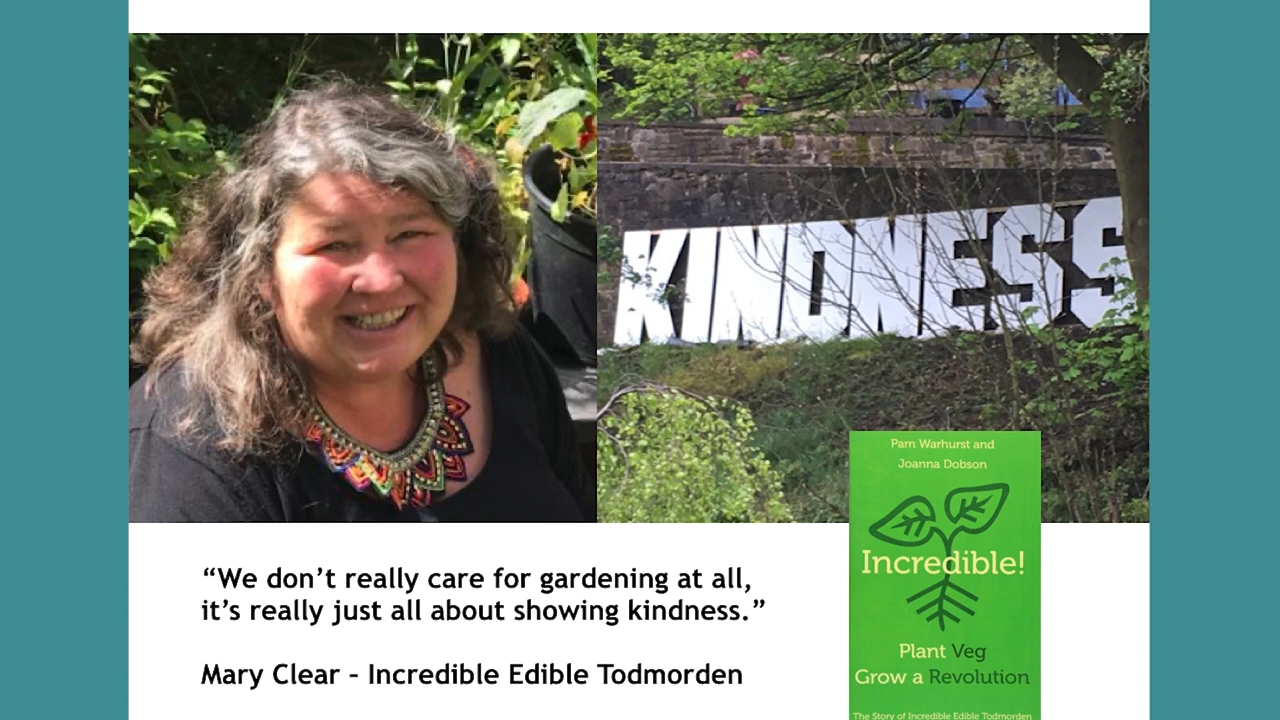 KINDNESS
Pam Warhurst and
Joanna Dobson
Incredible!
Plant Veg
Grow a Revolution
The Story of Incredible Edible Todmorden
“We don’t really care for gardening at all,
it’s really just all about showing kindness.”
Mary Clear – Incredible Edible Todmorden